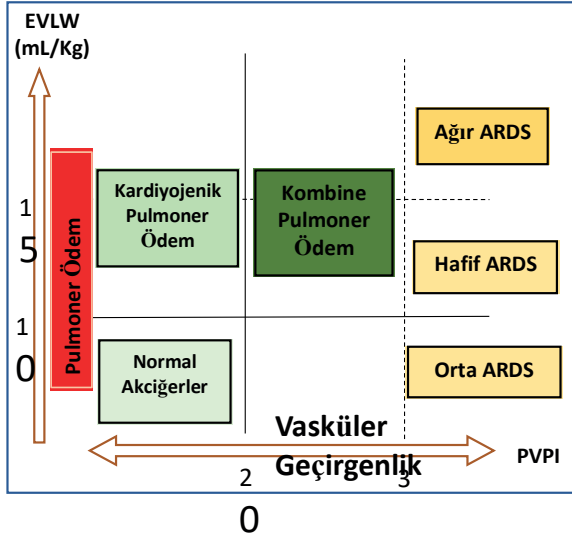 EVLW
(mL/Kg)
Ağır ARDS
Kardiyojenik
Pulmoner
Ödem
Kombine
Pulmoner
Ödem
1
5
Pulmoner Ödem
Hafif ARDS
1
0
Normal
Akciğerler
Orta ARDS
Vasküler
Geçirgenlik
PVPI
2
0
3